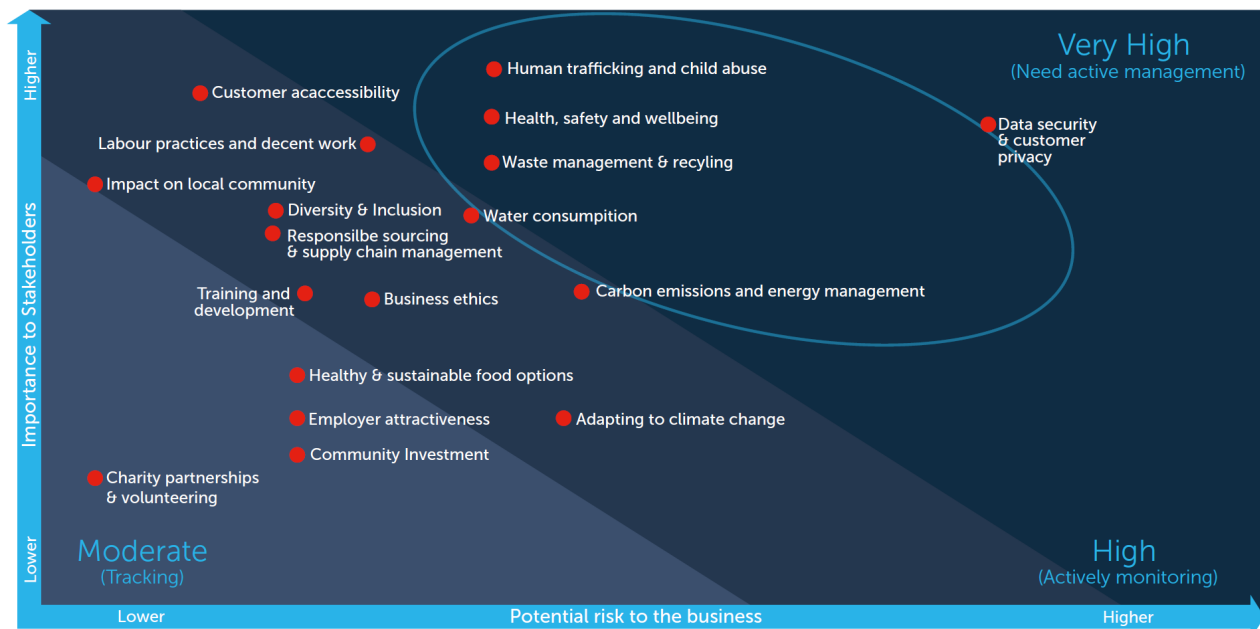 Higher
Importance to Stakeholders
Lower
Very High
(Need active management)
Human trafficking and child abuse
Customer acaccessibility
Health, safety and wellbeing
Data security
& customer
privacy
Labour practices and decent work
Waste management & recyling
Impact on local community
Diversity & Inclusion
Water consumpition
Responsilbe sourcing
& supply chain management
Training and
development
Business ethics
Carbon emissions and energy management
Healthy & sustainable food options
Employer attractiveness
Adapting to climate change
Community Investment
Charity partnerships
& volunteering
Moderate
(Tracking)
High
(Actively monitoring)
Lower
Potential risk to the business
Higher